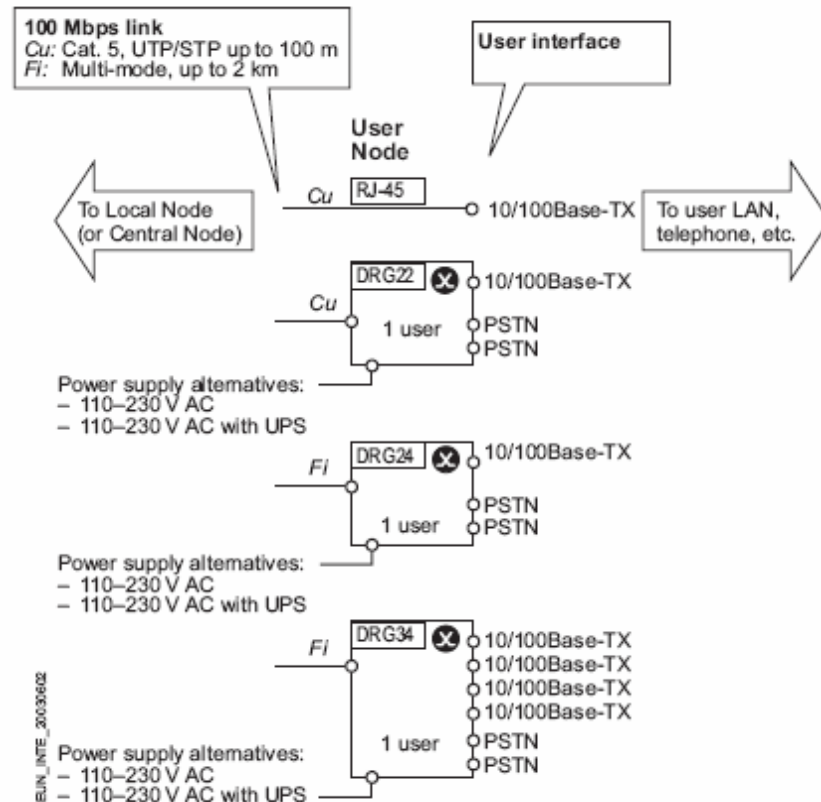 100 Mbps link
Cu: Cat. 5, UTP/STP up to 100 m
Fi: Multi-mode, up to 2 km
User interface
User
Node
To Local Node
(or Central Node)
Cu
RJ-45
10/100Base-TX
To user LAN,
telephone, etc.
Cu
DRG22
10/100Base-TX
1 user
PSTN
PSTN
Power supply alternatives:
– 110–230 V AC
– 110–230 V AC with UPS
Fi
DRG24
10/100Base-TX
1 user
PSTN
PSTN
Power supply alternatives:
– 110–230 V AC
– 110–230 V AC with UPS
Fi
DRG34
10/100Base-TX
10/100Base-TX
10/100Base-TX
10/100Base-TX
1 user
PSTN
PSTN
Power supply alternatives:
– 110–230 V AC
– 110–230 V AC with UPS